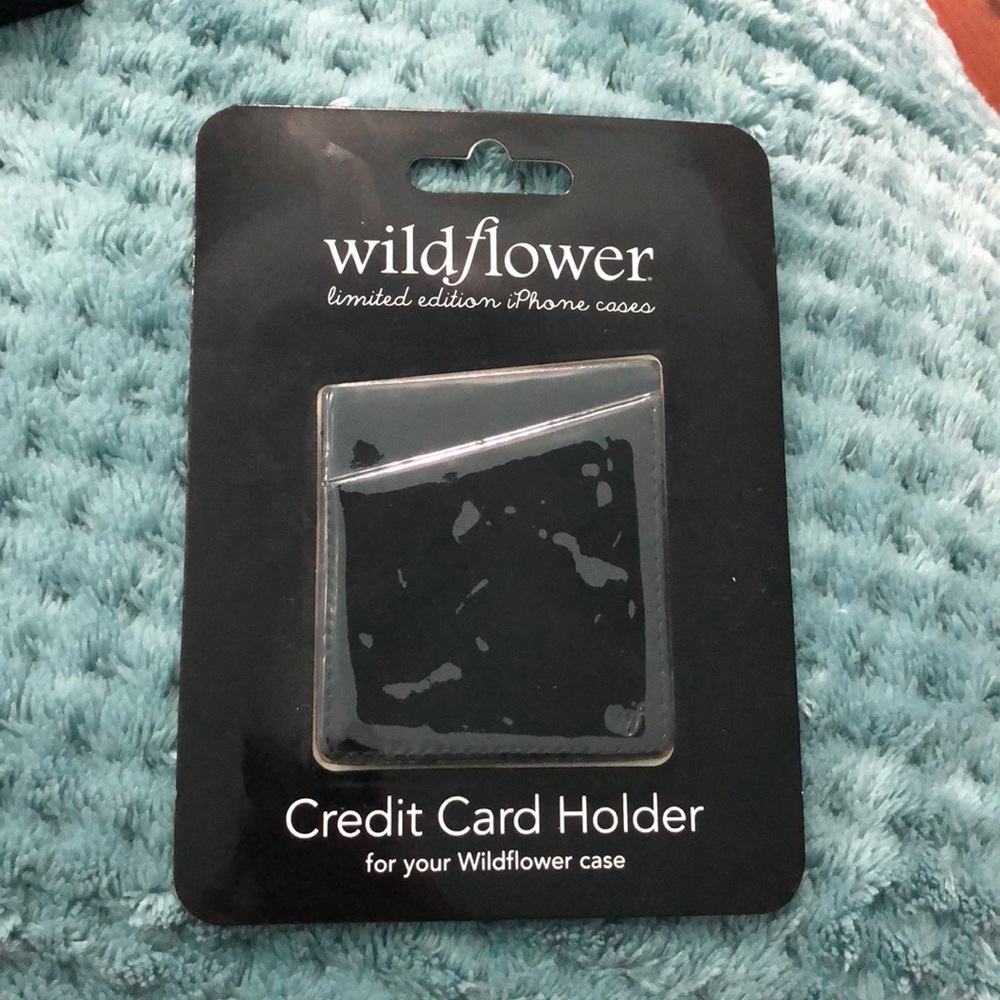 wildflower
limited edition iPhone cases
Credit Card Holder
for your Wildflower case